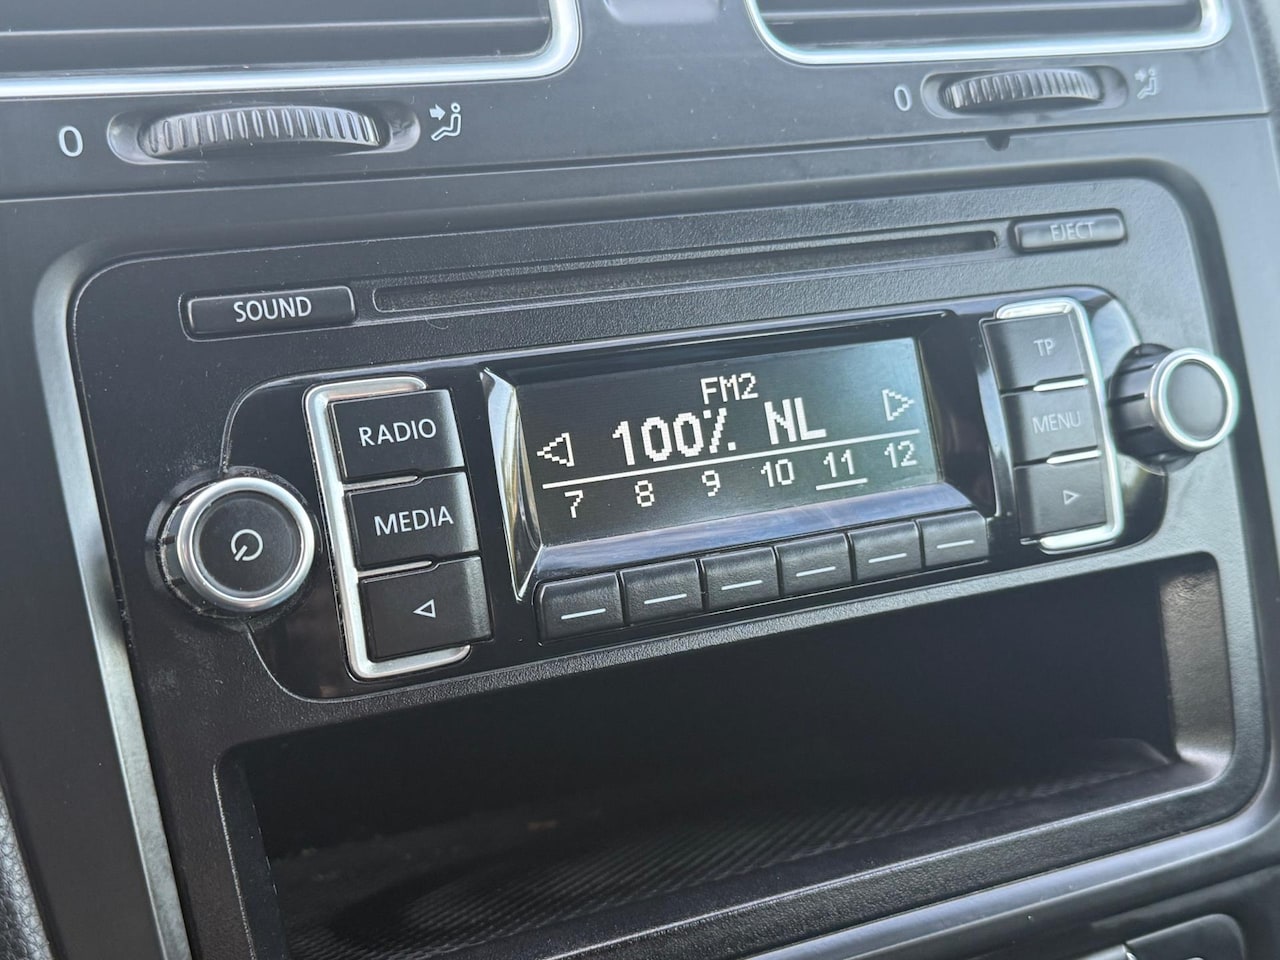 0
0
EJECT
SOUND
TP
RADIO
MENU
MEDIA
FM2
100% NL
7 8 9 10 11 12